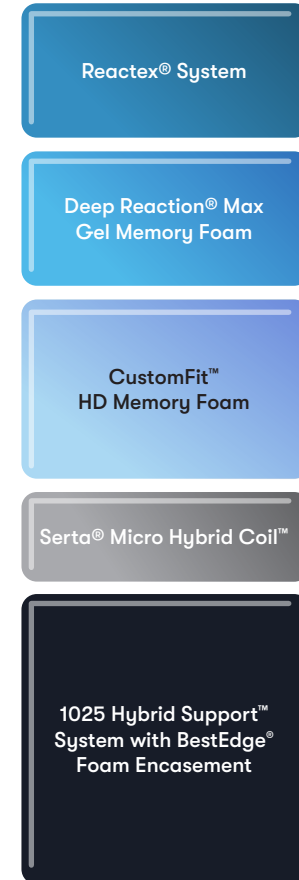 Reactex® System
Deep Reaction® Max
Gel Memory Foam
CustomFit™
HD Memory Foam
Serta® Micro Hybrid Coil™
1025 Hybrid Support™
System with BestEdge®
Foam Encasement